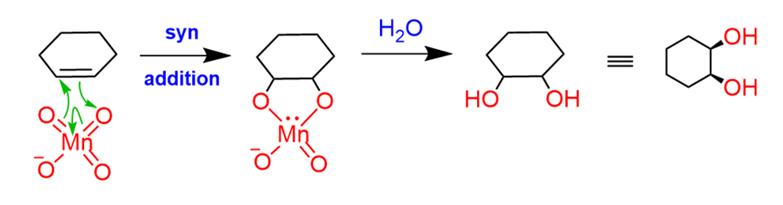 syn
addition
H₂O
O O
Mn
⁻O O
O O
Mn
⁻O O
HO OH
≡
OH
OH